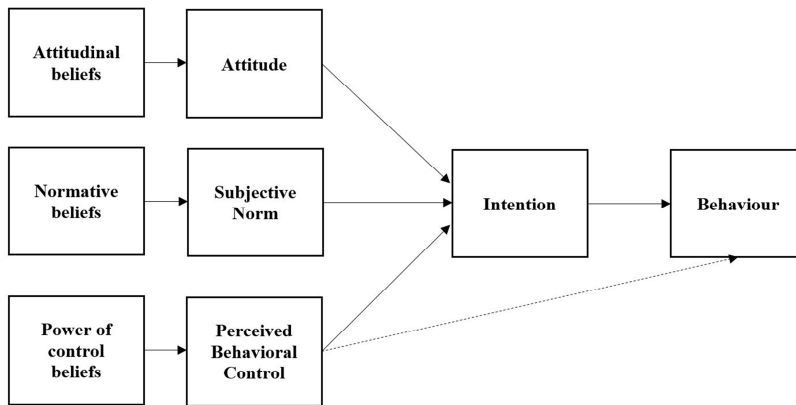 Attitudinal
beliefs
Attitude
Normative
beliefs
Subjective
Norm
Intention
Behaviour
Power of
control
beliefs
Perceived
Behavioral
Control